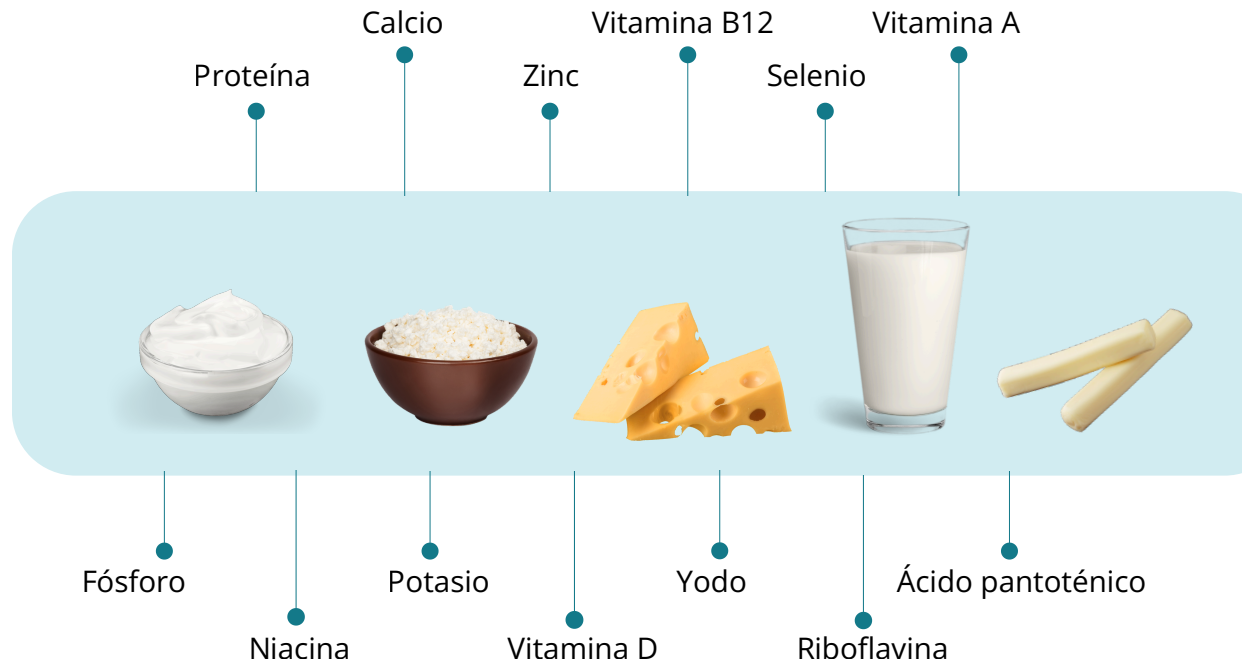 Calcio
Vitamina B12
Vitamina A
Proteína
Zinc
Selenio
Fósforo
Potasio
Yodo
Ácido pantoténico
Niacina
Vitamina D
Riboflavina